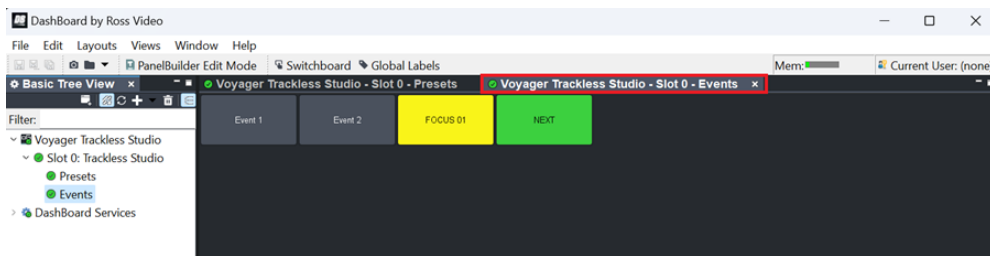 DashBoard by Ross Video
File Edit Layouts Views Window Help
PanelBuilder Edit Mode Switchboard Global Labels Mem: Current User: (none
Basic Tree View Voyager Trackless Studio - Slot 0 - Presets Voyager Trackless Studio - Slot 0 - Events
Filter:
Event 1 Event 2 FOCUS 01 NEXT
Voyager Trackless Studio
Slot 0: Trackless Studio
Presets
Events
DashBoard Services